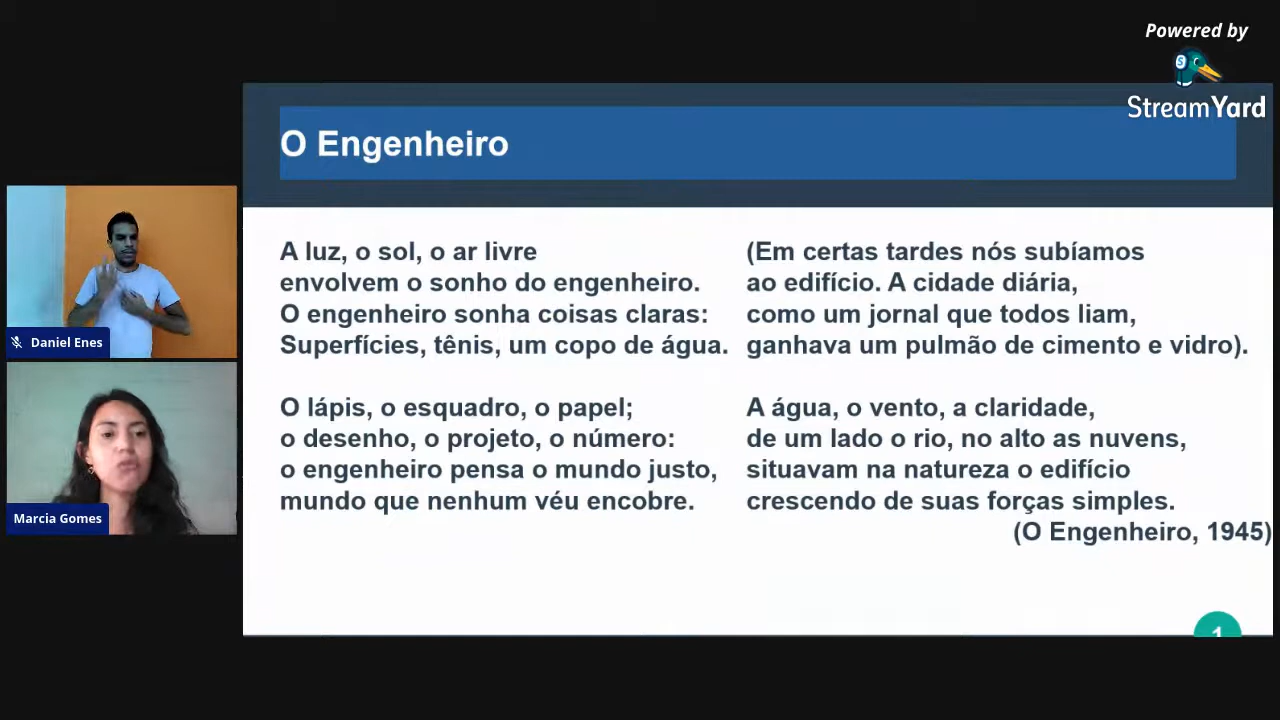 Powered by
StreamYard
O Engenheiro
A luz, o sol, o ar livre
envolvem o sonho do engenheiro.
O engenheiro sonha coisas claras:
Superfícies, tênis, um copo de água.
O lápis, o esquadro, o papel;
o desenho, o projeto, o número:
o engenheiro pensa o mundo justo,
mundo que nenhum véu encobre.
(Em certas tardes nós subíamos
ao edifício. A cidade diária,
como um jornal que todos liam,
ganhava um pulmão de cimento e vidro).
A água, o vento, a claridade,
de um lado o rio, no alto as nuvens,
situavam na natureza o edifício
crescendo de suas forças simples.
(O Engenheiro, 1945)
1
Daniel Enes
Marcia Gomes